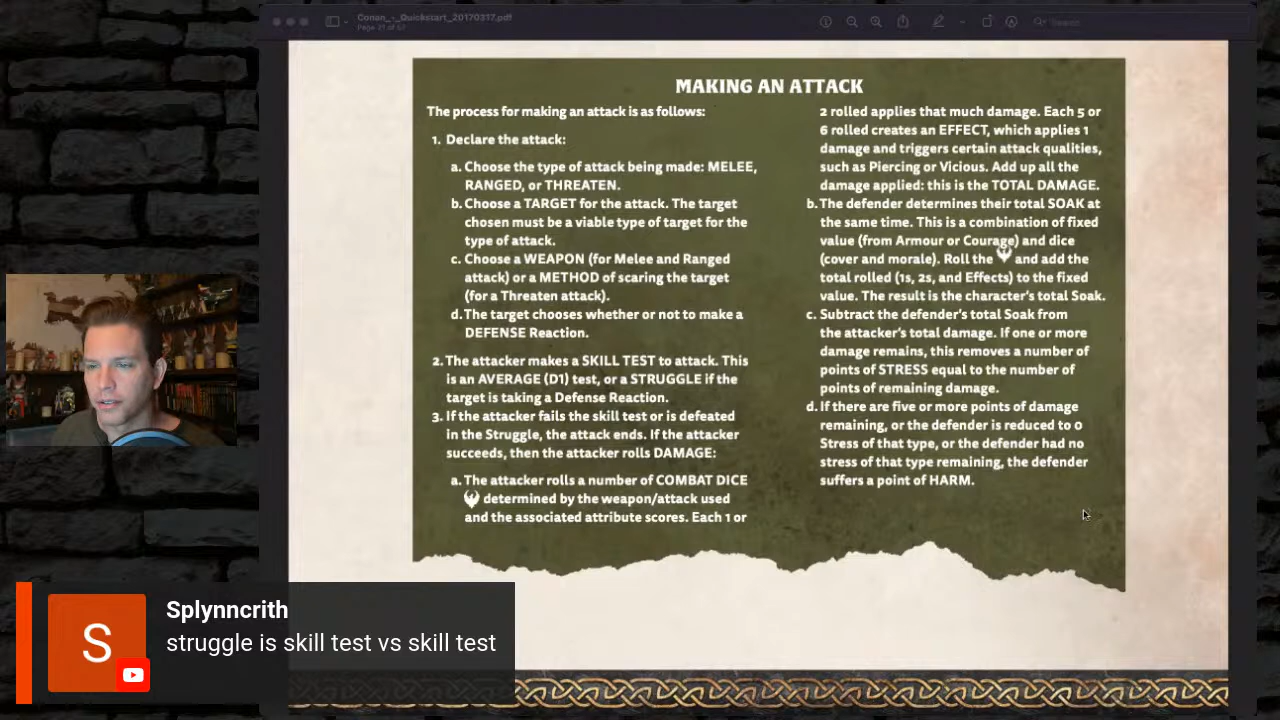 Conan_-_Quickstart_20170317.pdf
Search
MAKING AN ATTACK
The process for making an attack is as follows:
1. Declare the attack:
a. Choose the type of attack being made: MELEE,
RANGED, or THREATEN.
b. Choose a TARGET for the attack. The target
chosen must be a viable type of target for the
type of attack.
c. Choose a WEAPON (for Melee and Ranged
attack) or a METHOD of scaring the target
(for a Threaten attack).
d. The target chooses whether or not to make a
DEFENSE Reaction.
2. The attacker makes a SKILL TEST to attack. This
is an AVERAGE (D1) test, or a STRUGGLE if the
target is taking a Defense Reaction.
3. If the attacker fails the skill test or is defeated
in the Struggle, the attack ends. If the attacker
succeeds, then the attacker rolls DAMAGE:
a. The attacker rolls a number of COMBAT DICE
determined by the weapon/attack used
and the associated attribute scores. Each 1 or
2 rolled applies that much damage. Each 5 or
6 rolled creates an EFFECT, which applies 1
damage and triggers certain attack qualities,
such as Piercing or Vicious. Add up all the
damage applied: this is the TOTAL DAMAGE.
b. The defender determines their total SOAK at
the same time. This is a combination of fixed
value (from Armour or Courage) and dice
(cover and morale). Roll the and add the
total rolled (1s, 2s, and Effects) to the fixed
value. The result is the character's total Soak.
c. Subtract the defender's total Soak from
the attacker's total damage. If one or more
damage remains, this removes a number of
points of STRESS equal to the number of
points of remaining damage.
d. If there are five or more points of damage
remaining, or the defender is reduced to 0
Stress of that type, or the defender had no
stress of that type remaining, the defender
suffers a point of HARM.
S
Splynncrith
struggle is skill test vs skill test